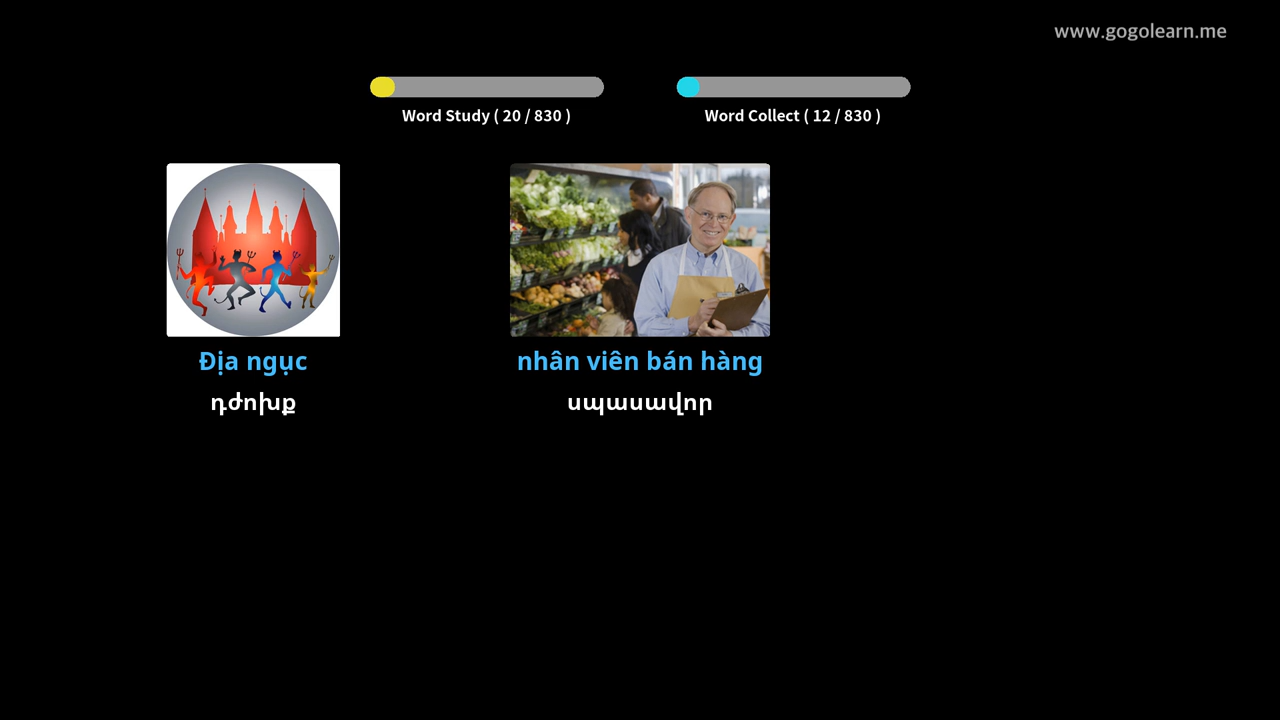 www.gogolearn.me
Word Study ( 20 / 830 )
Word Collect ( 12 / 830 )
Địa ngục
դժոխք
nhân viên bán hàng
սպասավոր